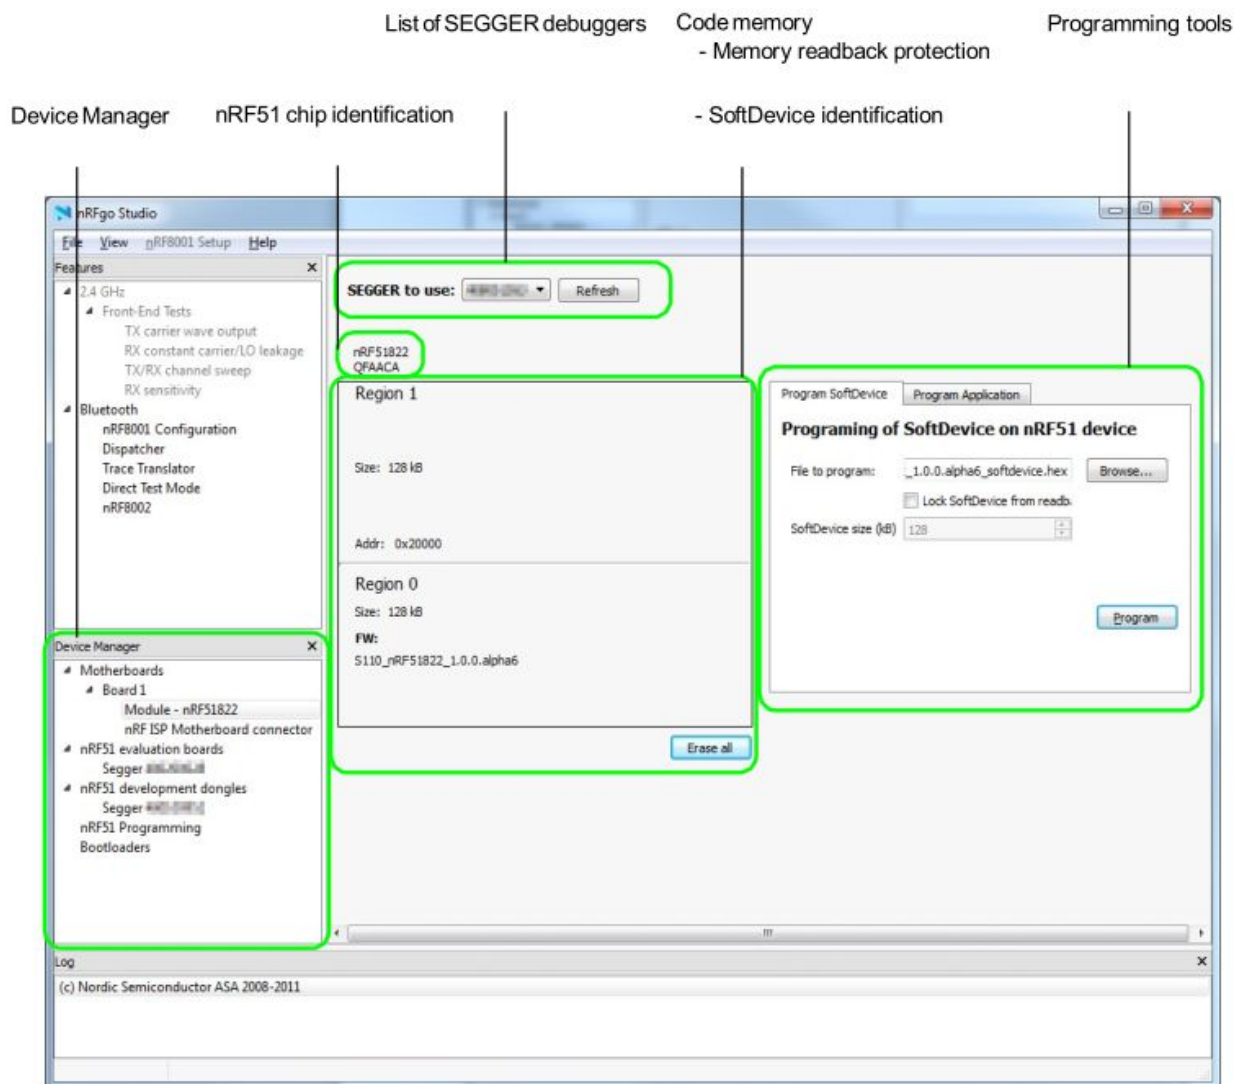 List of SEGGER debuggers
Code memory
- Memory readback protection
Programming tools
Device Manager
nRF51 chip identification
- SoftDevice identification
nRFgo Studio
File View nRF8001 Setup Help
Features
2.4 GHz
Front-End Tests
TX carrier wave output
RX constant carrier/LO leakage
TX/RX channel sweep
RX sensitivity
Bluetooth
nRF8001 Configuration
Dispatcher
Trace Translator
Direct Test Mode
nRF8002
Device Manager
Motherboards
Board 1
Module - nRF51822
nRF ISP Motherboard connector
nRF51 evaluation boards
Segger
nRF51 development dongles
Segger
nRF51 Programming
Bootloaders
SEGGER to use:
Refresh
nRF51822
QFAACA
Region 1
Size: 128 kB
Addr: 0x20000
Region 0
Size: 128 kB
FW:
S110_nRF51822_1.0.0.alpha6
Erase all
Program SoftDevice Program Application
Programing of SoftDevice on nRF51 device
File to program: _1.0.0.alpha6_softdevice.hex Browse...
Lock SoftDevice from readb
SoftDevice size (kB) 128
Program
Log
(c) Nordic Semiconductor ASA 2008-2011